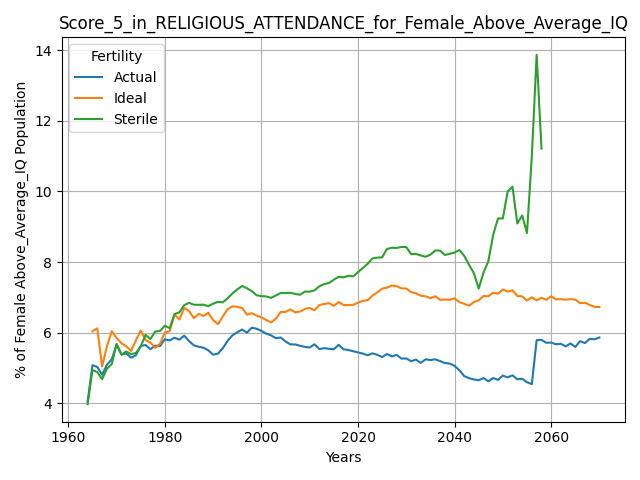 Score_5_in_RELIGIOUS_ATTENDANCE_for_Female_Above_Average_IQ
Fertility
Actual
Ideal
Sterile
% of Female Above_Average_IQ Population
14
12
10
8
6
4
1960
1980
2000
2020
2040
2060
Years